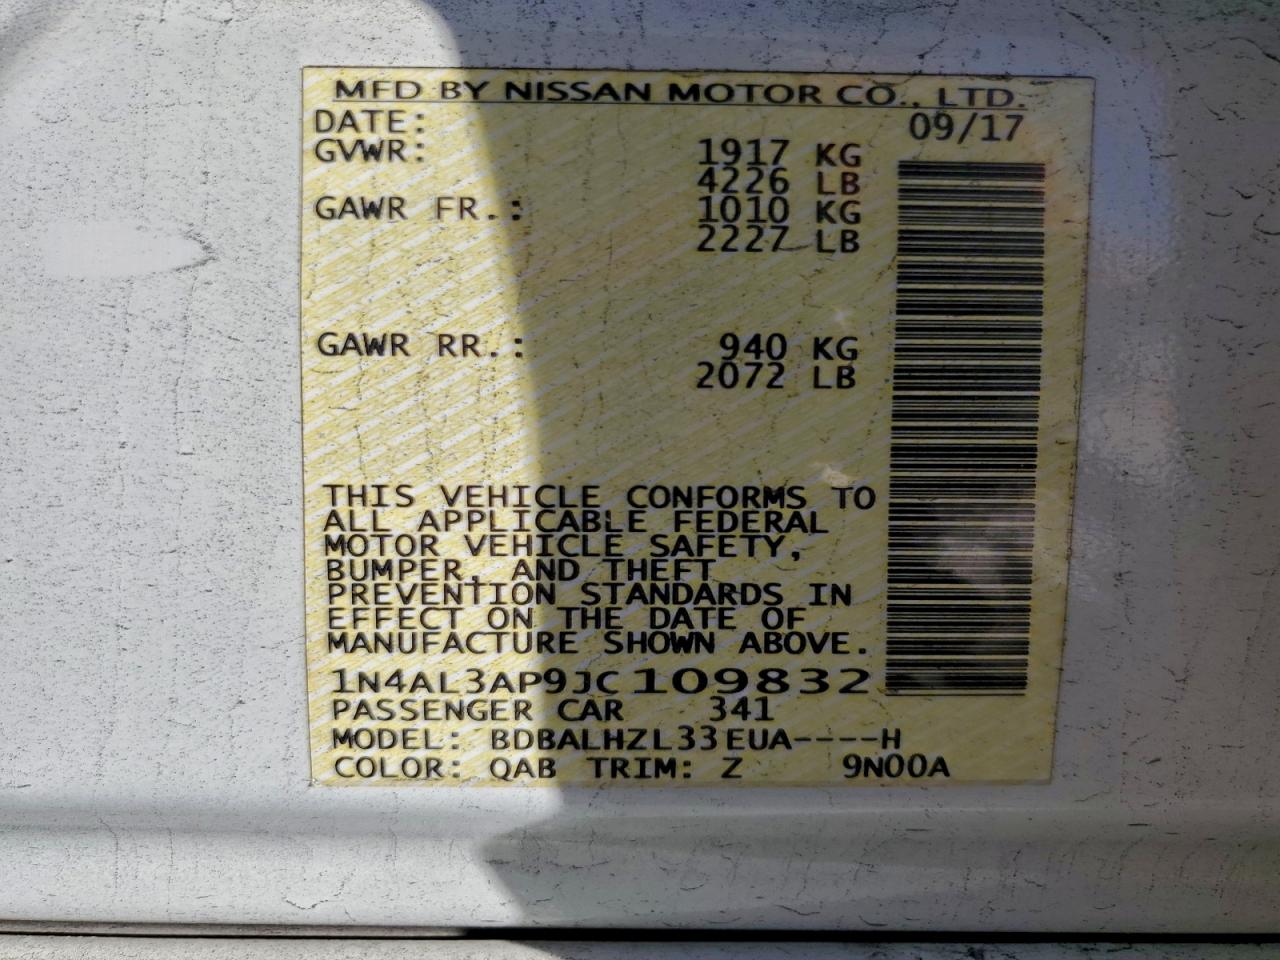 MFD BY NISSAN MOTOR CO., LTD.
DATE: 09/17
GVWR: 1917 KG
4226 LB
GAWR FR.: 1010 KG
2227 LB
GAWR RR.: 940 KG
2072 LB
THIS VEHICLE CONFORMS TO
ALL APPLICABLE FEDERAL
MOTOR VEHICLE SAFETY,
BUMPER, AND THEFT
PREVENTION STANDARDS IN
EFFECT ON THE DATE OF
MANUFACTURE SHOWN ABOVE.
1N4AL3AP9JC109832
PASSENGER CAR 341
MODEL: BDBALHZL33EUA----H
COLOR: QAB TRIM: Z 9N00A